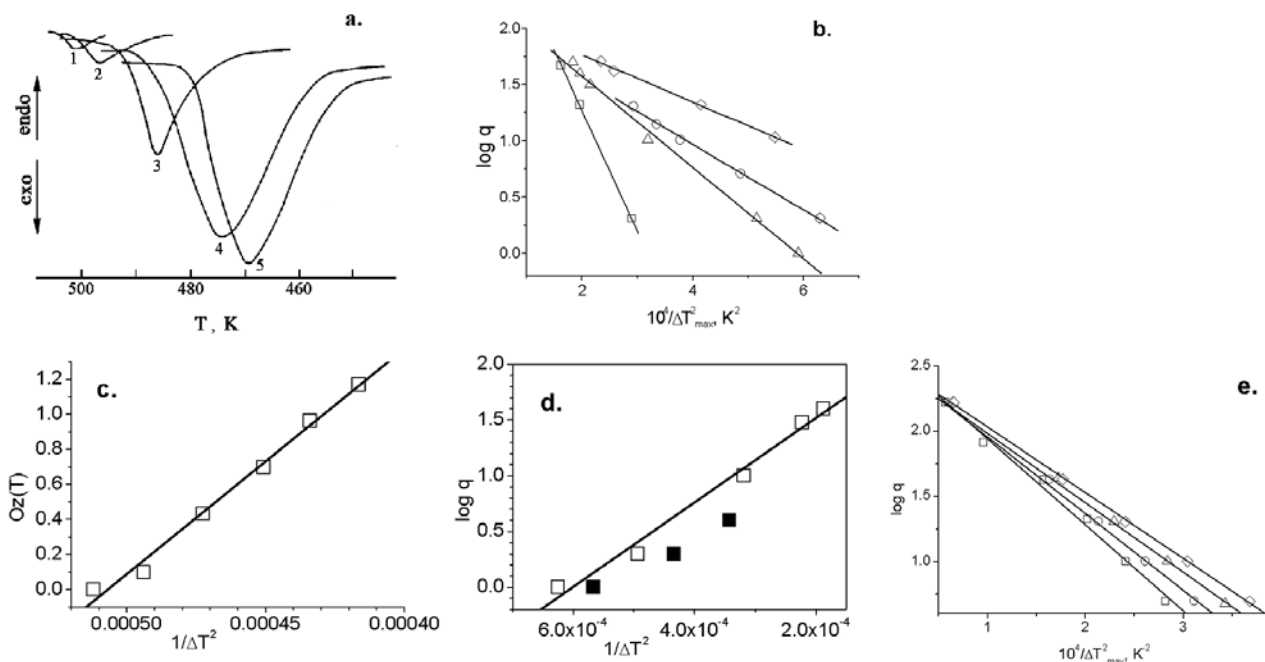 a.
1
2
3
4
5
endo
exo
500
480
460
T, K
b.
2.0
1.5
1.0
0.5
0.0
log q
2
4
6
10⁴/ΔT²max, K²
c.
1.2
1.0
0.8
0.6
0.4
0.2
0.0
Oz(T)
0.00050
0.00045
0.00040
1/ΔT²
d.
2.0
1.5
1.0
0.5
0.0
log q
6.0x10⁻⁴
4.0x10⁻⁴
2.0x10⁻⁴
1/ΔT²
e.
2.5
2.0
1.5
1.0
log q
1
2
3
10⁴/ΔT²max, K²